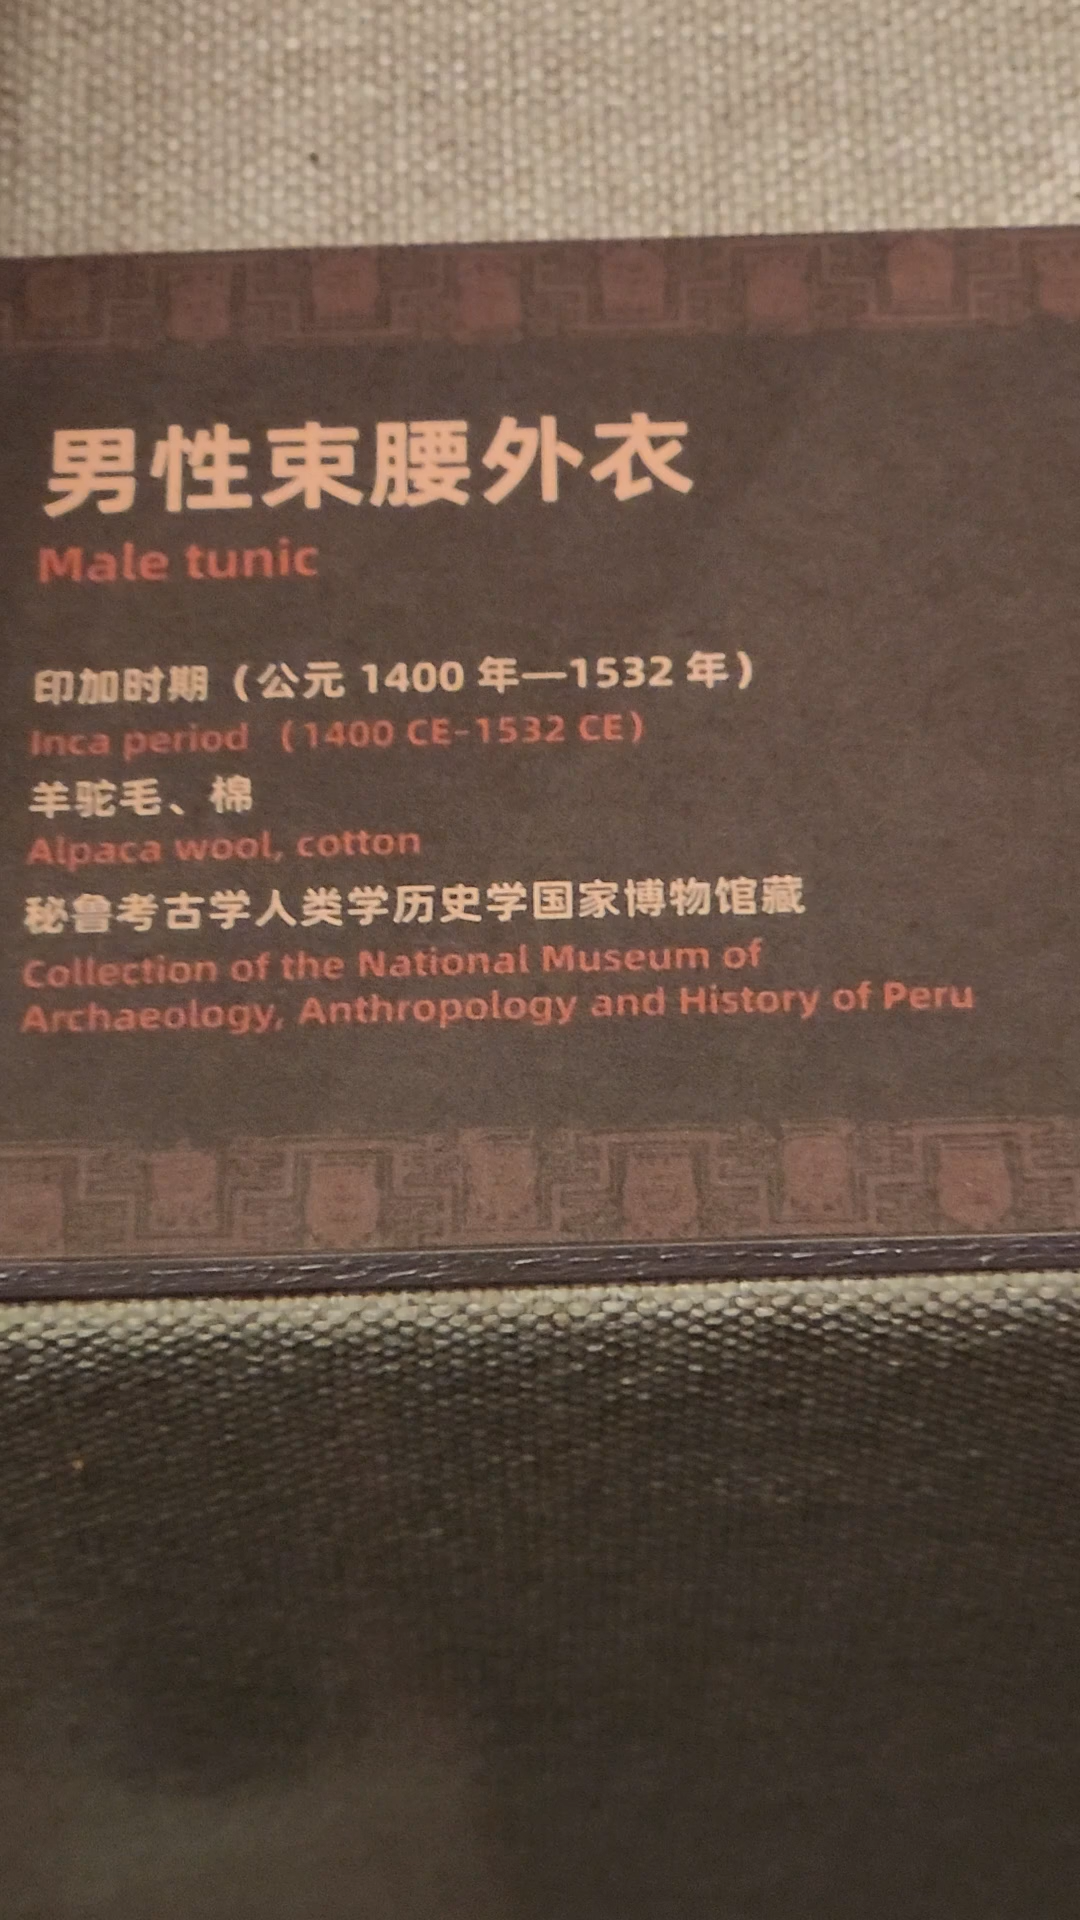 男性束腰外衣
Male tunic
印加时期（公元 1400 年—1532 年）
Inca period （1400 CE-1532 CE）
羊驼毛、棉
Alpaca wool, cotton
秘鲁考古学人类学历史学国家博物馆藏
Collection of the National Museum of
Archaeology, Anthropology and History of Peru